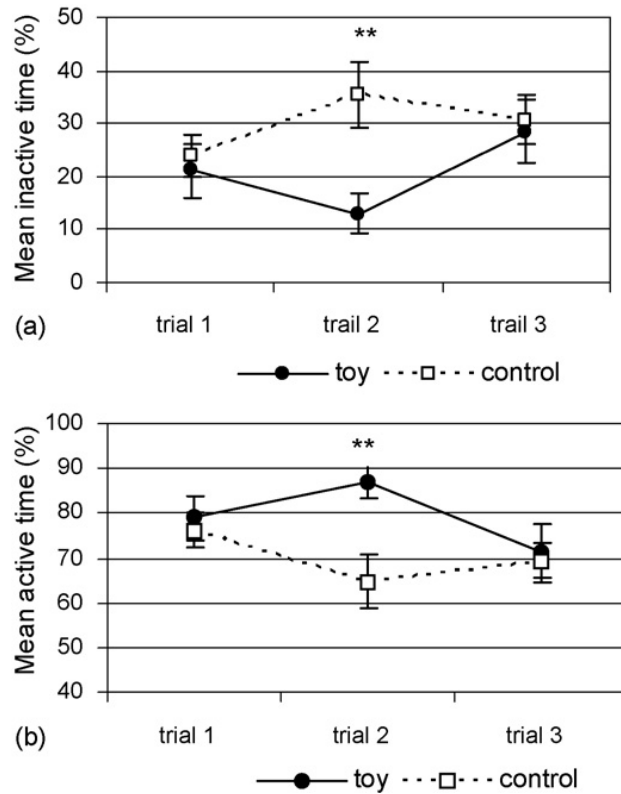 50
**
40
30
20
10
0
Mean inactive time (%)
(a)
trial 1 trail 2 trail 3
toy control
100
**
90
80
70
60
50
40
Mean active time (%)
(b)
trial 1 trial 2 trial 3
toy control